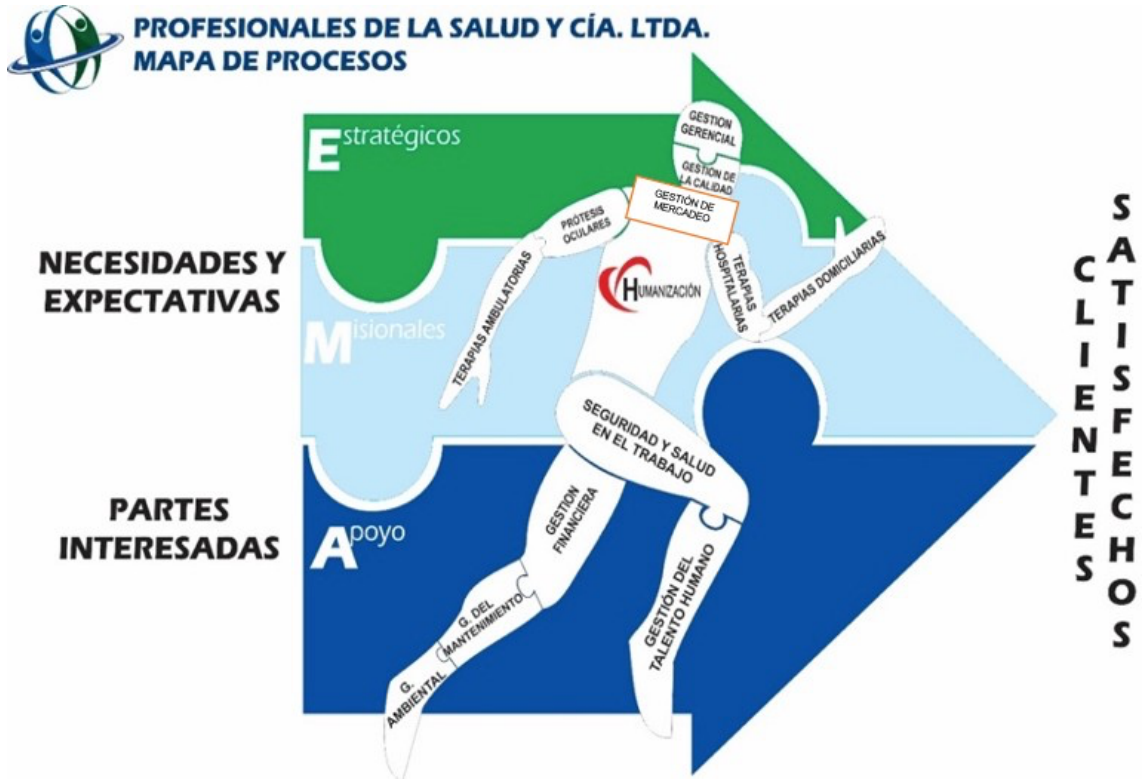 PROFESIONALES DE LA SALUD Y CÍA. LTDA.
MAPA DE PROCESOS
Estratégicos
GESTION
GERENCIAL
GESTION DE
LA CALIDAD
GESTIÓN DE
MERCADEO
PRÓTESIS
OCULARES
TERAPIAS AMBULATORIAS
HUMANIZACIÓN
TERAPIAS
HOSPITALARIAS
TERAPIAS DOMICILIARIAS
NECESIDADES Y
EXPECTATIVAS
Misionales
SEGURIDAD Y SALUD
EN EL TRABAJO
PARTES
INTERESADAS
Apoyo
GESTION
FINANCIERA
G. DEL
MANTENIMIENTO
G.
AMBIENTAL
GESTIÓN DEL
TALENTO HUMANO
CLIENTES
SATISFECHOS